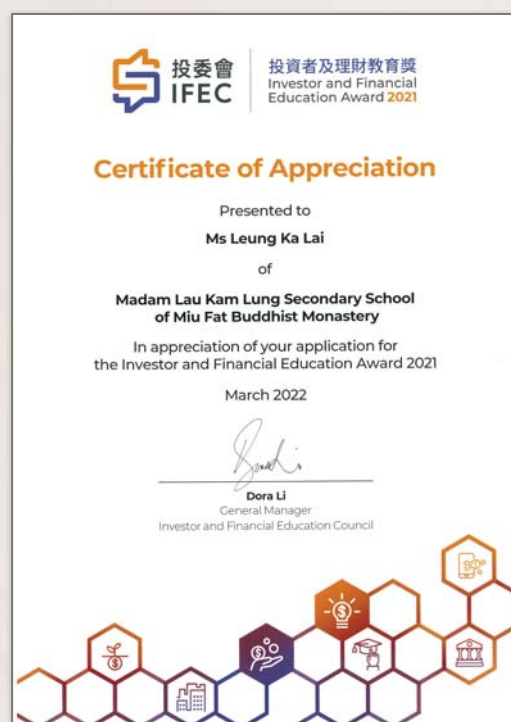 投委會
IFEC
投資者及理財教育獎
Investor and Financial
Education Award 2021
Certificate of Appreciation
Presented to
Ms Leung Ka Lai
of
Madam Lau Kam Lung Secondary School
of Miu Fat Buddhist Monastery
In appreciation of your application for
the Investor and Financial Education Award 2021
March 2022
Dora Li
General Manager
Investor and Financial Education Council